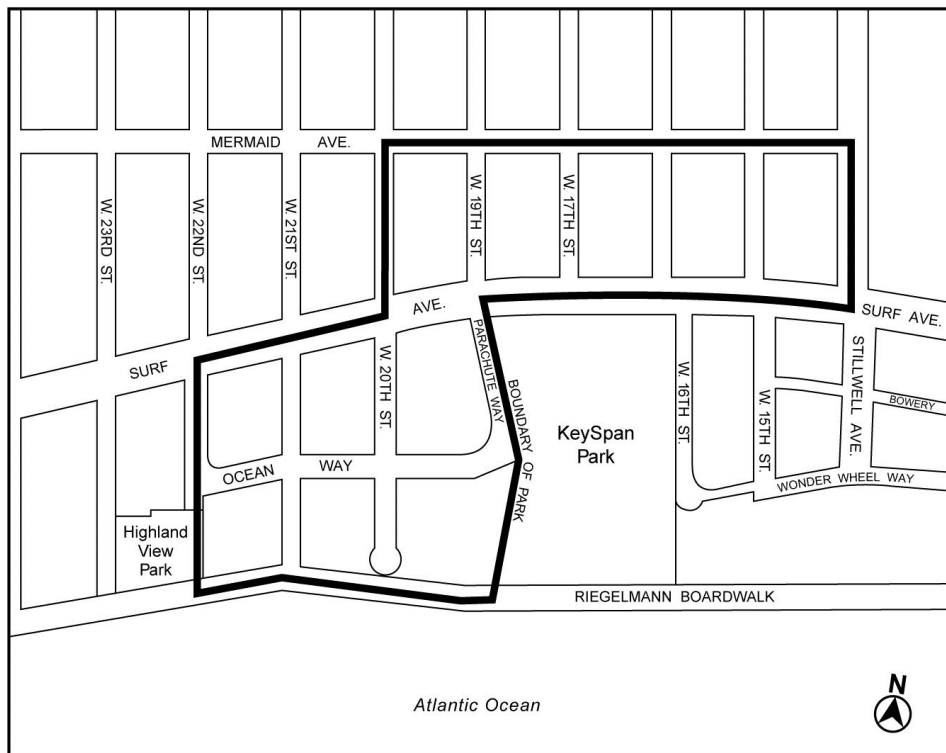 MERMAID AVE.
W. 23RD ST.
W. 22ND ST.
W. 21ST ST.
W. 19TH ST.
W. 17TH ST.
SURF AVE.
SURF AVE.
PARACHUTE WAY
W. 20TH ST.
BOUNDARY OF PARK
KeySpan
Park
W. 16TH ST.
W. 15TH ST.
STILLWELL AVE.
BOWERY
OCEAN WAY
WONDER WHEEL WAY
Highland
View
Park
RIEGELMANN BOARDWALK
Atlantic Ocean
N